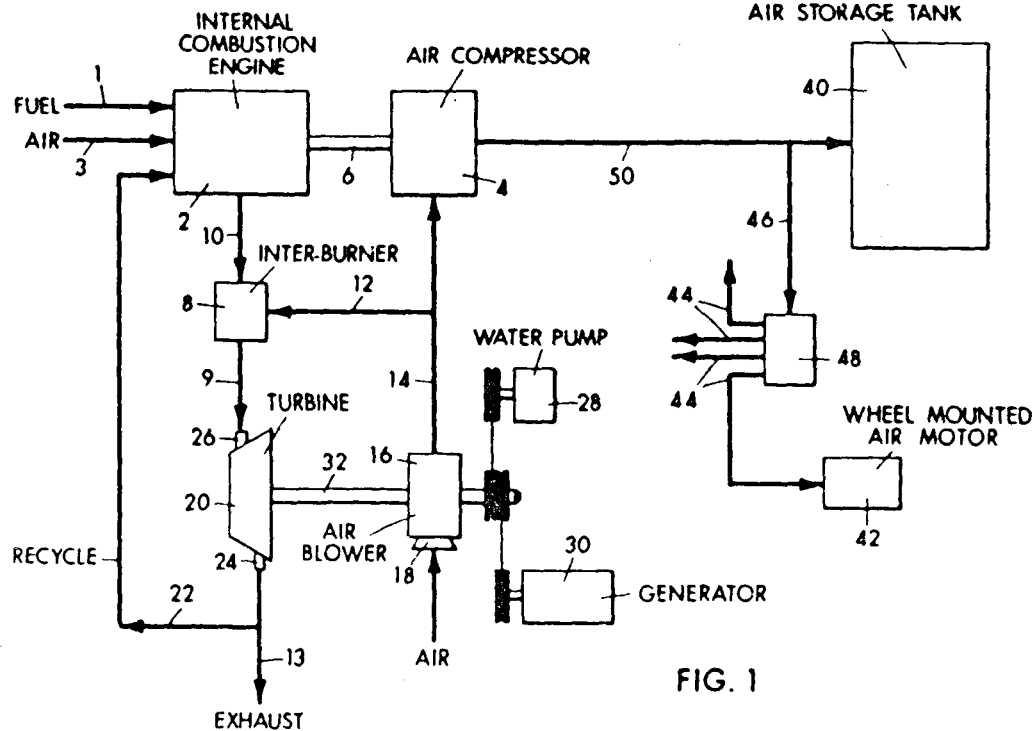 INTERNAL
COMBUSTION
ENGINE
AIR STORAGE TANK
AIR COMPRESSOR
1
FUEL
40
AIR
3
6
50
2
4
10
46
INTER-BURNER
8
12
44
WATER PUMP
48
44
9
14
28
TURBINE
WHEEL MOUNTED
AIR MOTOR
26
16
32
20
AIR
BLOWER
42
RECYCLE
24
18
30
GENERATOR
22
13
AIR
FIG. 1
EXHAUST